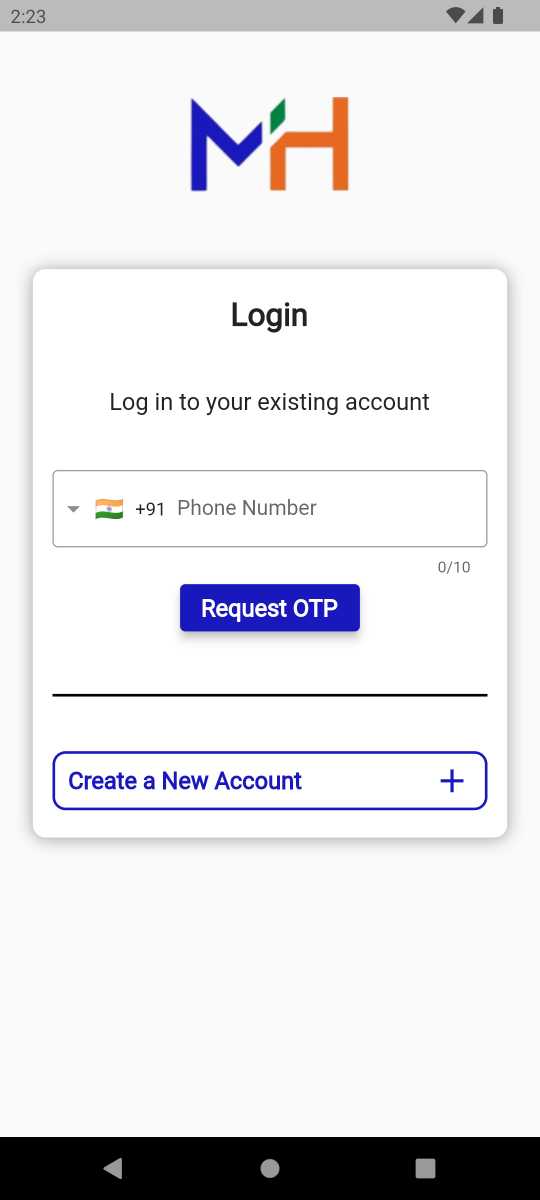 2:23
MH
Login
Log in to your existing account
+91 Phone Number
0/10
Request OTP
Create a New Account